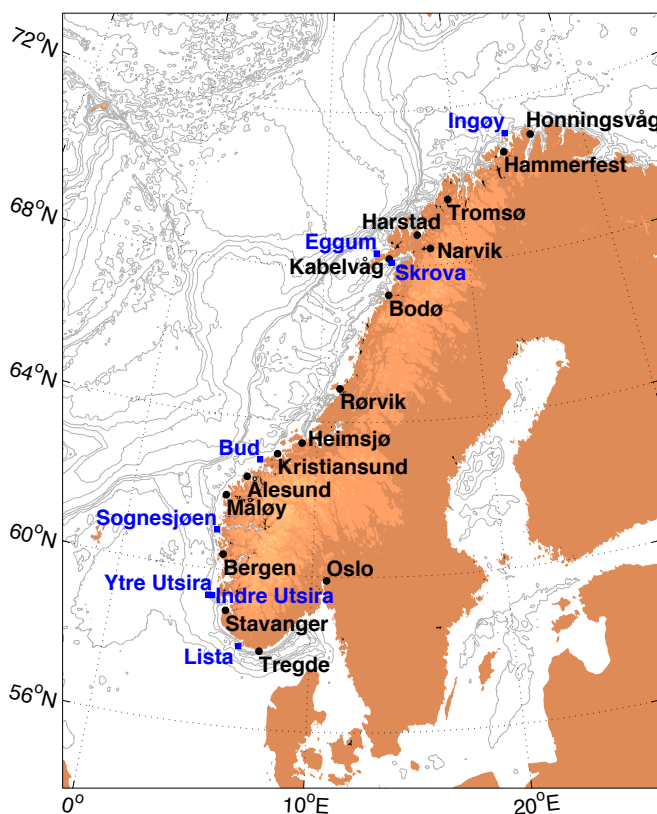 72°N
Ingøy
Honningsvåg
Hammerfest
68°N
Tromsø
Harstad
Eggum
Narvik
Kabelvåg
Skrova
Bodø
64°N
Rørvik
Heimsjø
Bud
Kristiansund
Ålesund
Måløy
Sognesjøen
60°N
Bergen
Oslo
Ytre Utsira
Indre Utsira
Stavanger
Lista
Tregde
56°N
0°
10°E
20°E